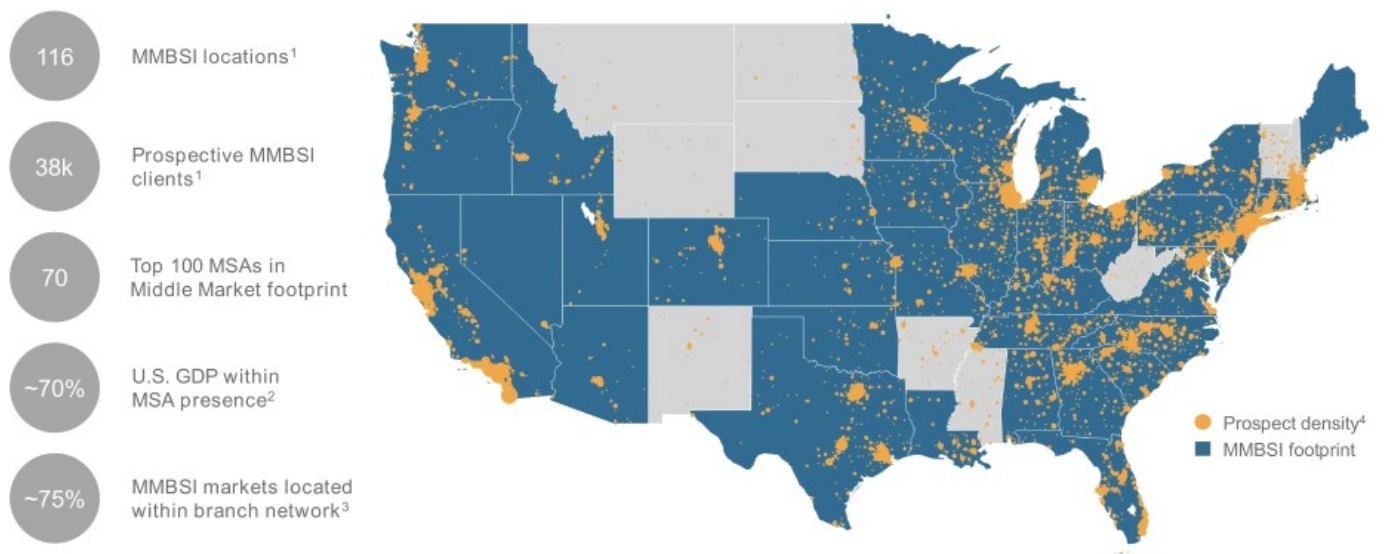 116
MMBSI locations¹
38k
Prospective MMBSI
clients¹
70
Top 100 MSAs in
Middle Market footprint
~70%
U.S. GDP within
MSA presence²
~75%
MMBSI markets located
within branch network³
Prospect density⁴
MMBSI footprint